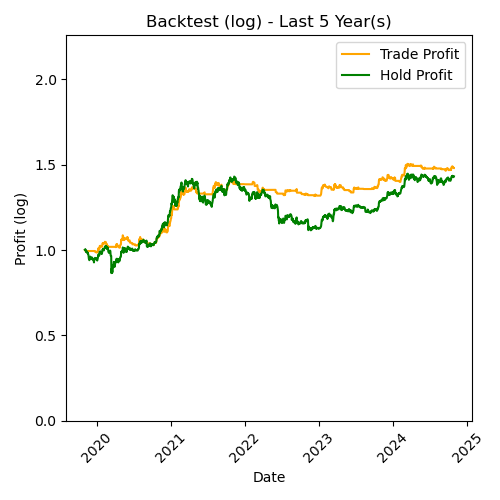 Backtest (log) - Last 5 Year(s)
Trade Profit
Hold Profit
Profit (log)
2.0
1.5
1.0
0.5
0.0
2020
2021
2022
2023
2024
2025
Date